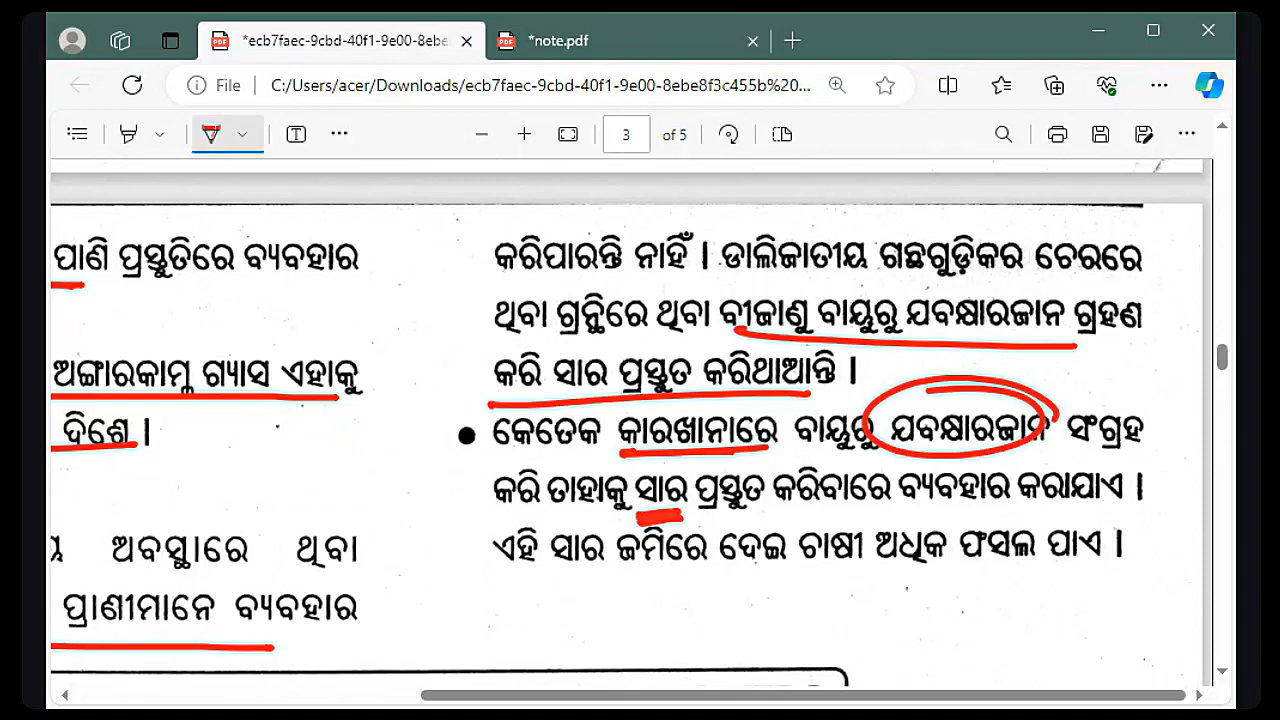 *ecb7faec-9cbd-40f1-9e00-8ebe
*note.pdf
File
C:/Users/acer/Downloads/ecb7faec-9cbd-40f1-9e00-8ebe8f3c455b%20...
3 of 5
ପାଣି ପ୍ରସ୍ତୁତିରେ ବ୍ୟବହାର
ଅଙ୍ଗାରକାମ୍ଳ ଗ୍ୟାସ ଏହାକୁ
ଦିଶେ |
ଅବସ୍ଥାରେ ଥିବା
ପ୍ରାଣୀମାନେ ବ୍ୟବହାର
କରିପାରନ୍ତି ନାହିଁ | ଡାଲିଜାତୀୟ ଗଛଗୁଡ଼ିକର ଚେରରେ
ଥିବା ଗ୍ରନ୍ଥିରେ ଥିବା ବୀଜାଣୁ ବାୟୁରୁ ଯବକ୍ଷାରଜାନ ଗ୍ରହଣ
କରି ସାର ପ୍ରସ୍ତୁତ କରିଥାଆନ୍ତି |
● କେତେକ କାରଖାନାରେ ବାୟୁରୁ ଯବକ୍ଷାରଜାନ ସଂଗ୍ରହ
କରି ତାହାକୁ ସାର ପ୍ରସ୍ତୁତ କରିବାରେ ବ୍ୟବହାର କରାଯାଏ |
ଏହି ସାର ଜମିରେ ଦେଇ ଚାଷୀ ଅଧିକ ଫସଲ ପାଏ |